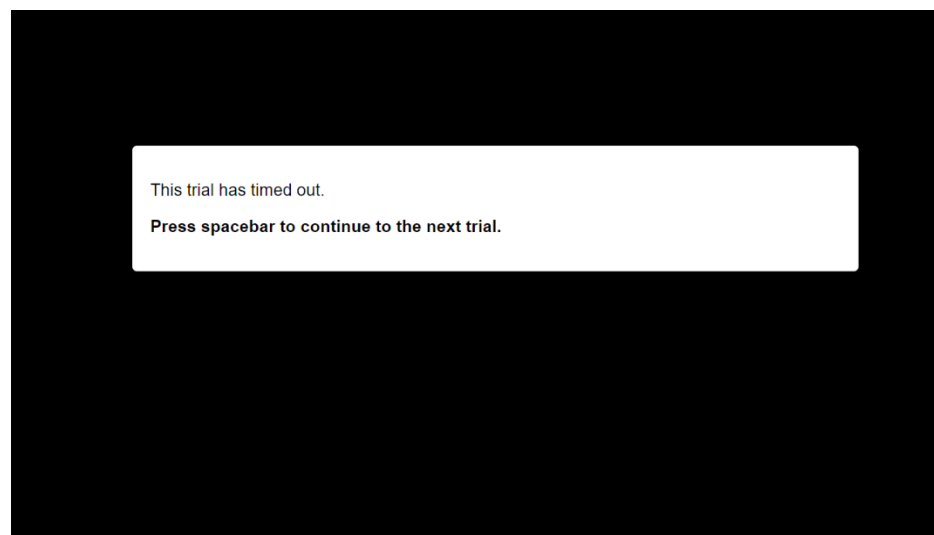 This trial has timed out.
Press spacebar to continue to the next trial.